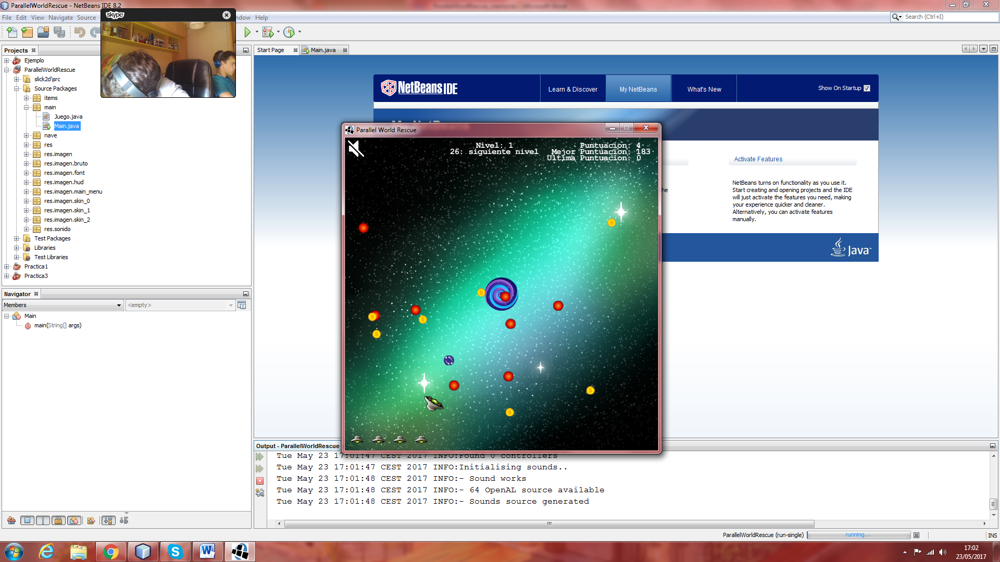 ParallelWorldRescue - NetBeans IDE 8.2
File Edit View Navigate Source
Help
Search (Ctrl+I)
skype
Projects
Ejemplo
ParallelWorldRescue
slick2d\src
Source Packages
items
main
Juego.java
Main.java
nave
res
res.imagen
res.imagen.bruto
res.imagen.font
res.imagen.hud
res.imagen.main_menu
res.imagen.skin_0
res.imagen.skin_1
res.imagen.skin_2
res.sonido
Test Packages
Libraries
Test Libraries
Practica1
Practica3
Navigator
Members
<empty>
Main
main(String[] args)
Start Page
Main.java
NetBeans IDE
Learn & Discover
My NetBeans
What's New
Show On Startup
Parallel World Rescue
Nivel: 1
26: siguiente nivel
Puntuacion: 4
Mejor Puntuacion: 183
Ultima Puntuacion: 0
Activate Features
NetBeans turns on functionality as you use it.
Start creating and opening projects and the IDE
will just activate the features you need, making
your experience quicker and cleaner.
Alternatively, you can activate features
manually.
Java
Output - ParallelWorldRescue
Tue May 23 17:01:47 CEST 2017 INFO:Found 0 controllers
Tue May 23 17:01:47 CEST 2017 INFO:Initialising sounds..
Tue May 23 17:01:48 CEST 2017 INFO:- Sound works
Tue May 23 17:01:48 CEST 2017 INFO:- 64 OpenAL source available
Tue May 23 17:01:48 CEST 2017 INFO:- Sounds source generated
ParallelWorldRescue (run-single)
running...
INS
17:02
23/05/2017